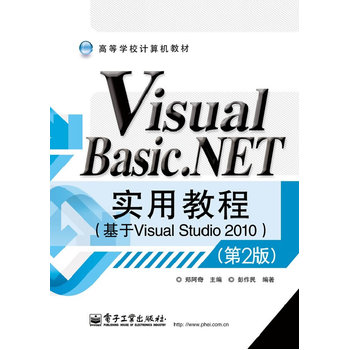 高等学校计算机教材
Visual
Basic.NET
实用教程
(基于Visual Studio 2010)
(第2版)
◎ 郑阿奇 主编 ◎ 彭作民 编著
电子工业出版社 http://www.phei.com.cn